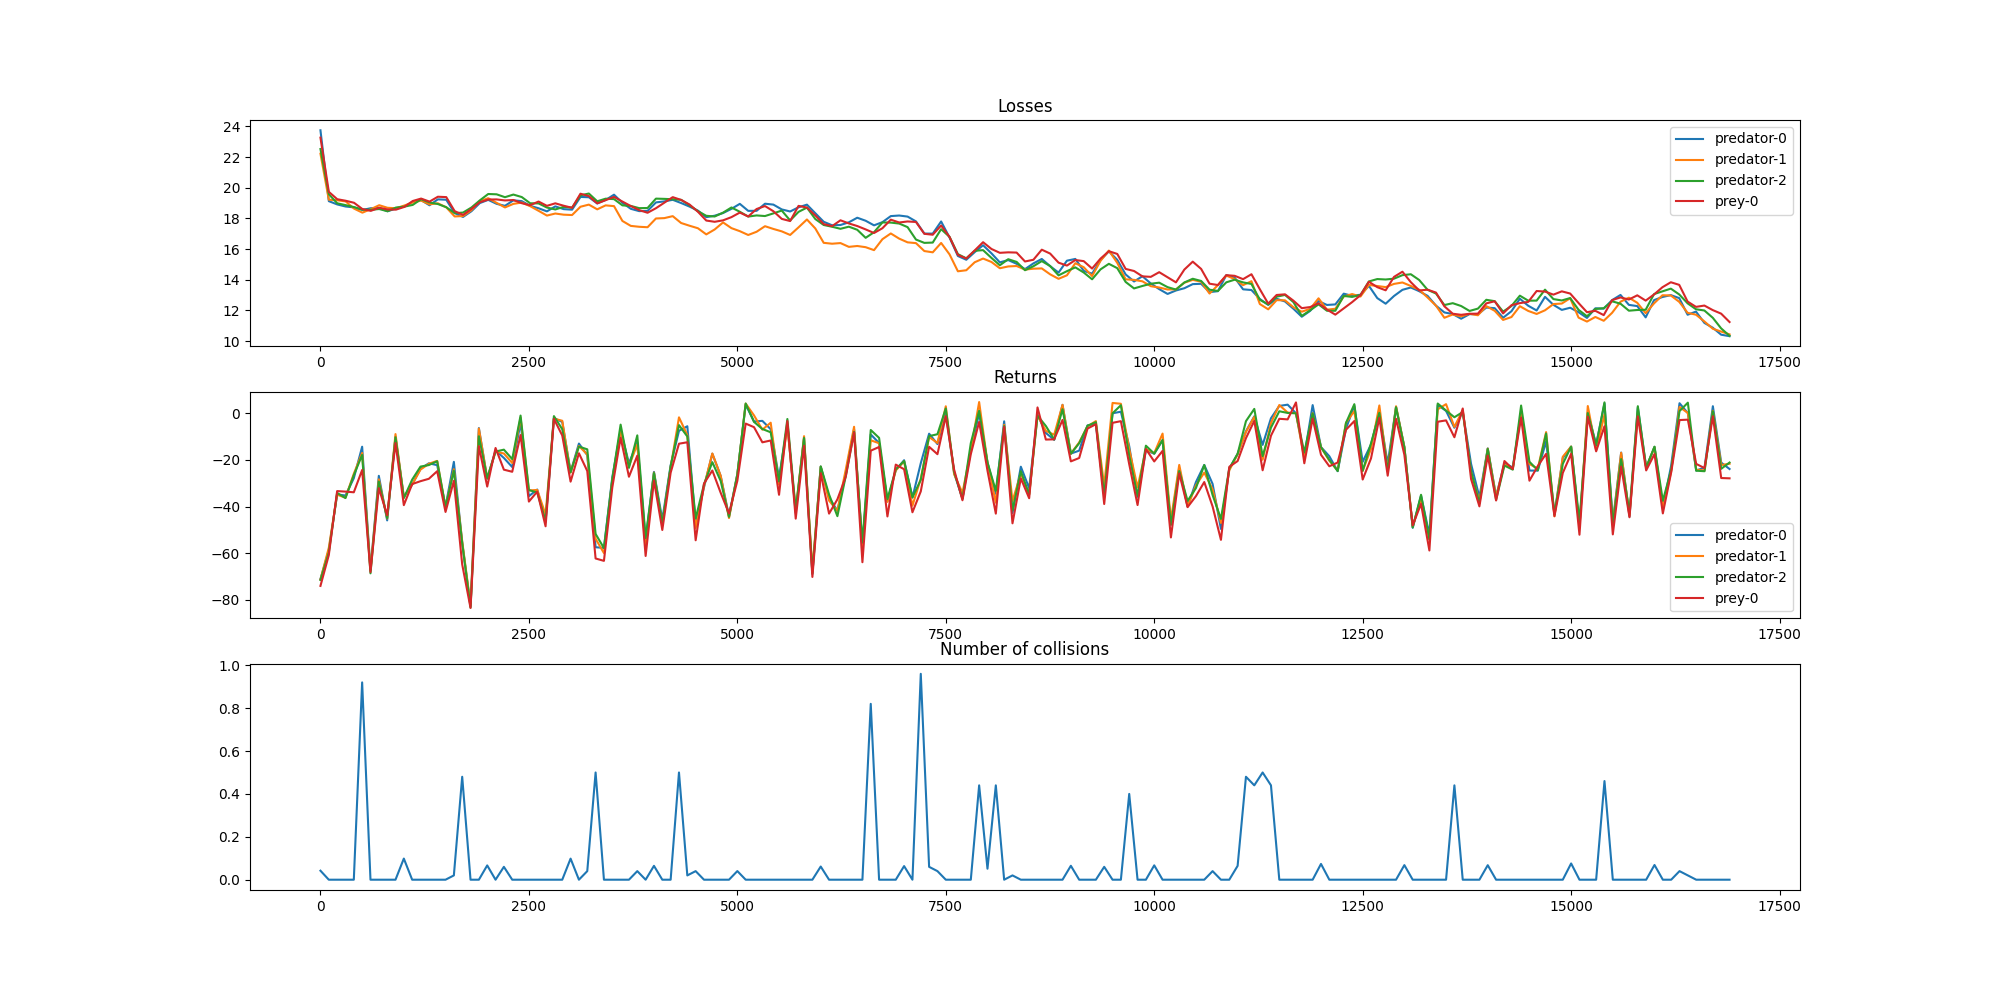 Losses
24
22
20
18
16
14
12
10
predator-0
predator-1
predator-2
prey-0
0 2500 5000 7500 10000 12500 15000 17500
Returns
0
−20
−40
−60
−80
predator-0
predator-1
predator-2
prey-0
0 2500 5000 7500 10000 12500 15000 17500
Number of collisions
1.0
0.8
0.6
0.4
0.2
0.0
0 2500 5000 7500 10000 12500 15000 17500